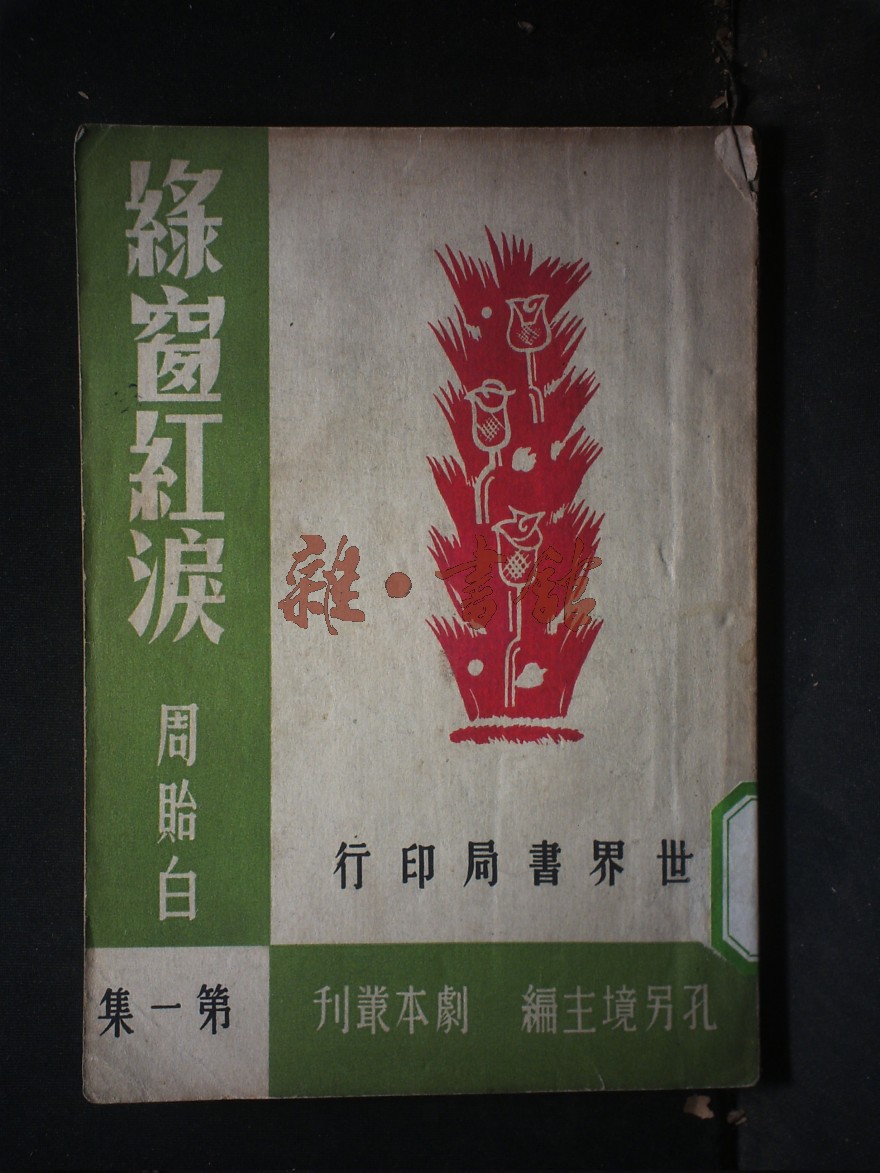 綠窗紅淚
周貽白
雜·書館
世界書局印行
孔另境主編 劇本叢刊
第一集